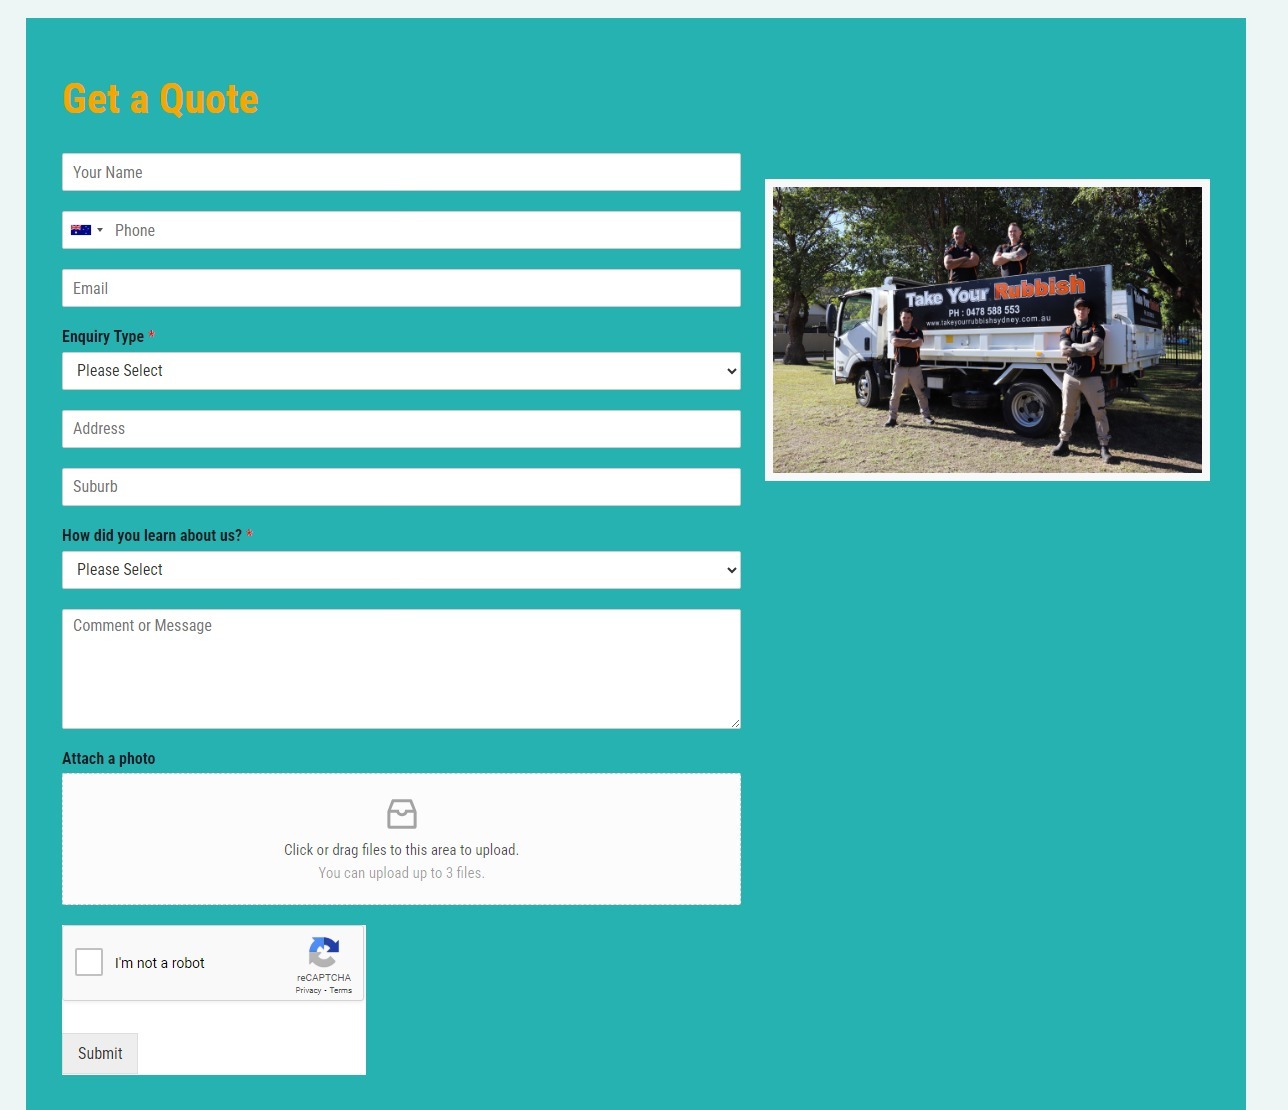 Get a Quote
Your Name
Phone
Email
Enquiry Type *
Please Select
Address
Suburb
How did you learn about us? *
Please Select
Comment or Message
Attach a photo
Click or drag files to this area to upload.
You can upload up to 3 files.
I'm not a robot
reCAPTCHA
Privacy - Terms
Submit
Take Your Rubbish
PH : 0478 588 553
www.takeyourrubbishsydney.com.au